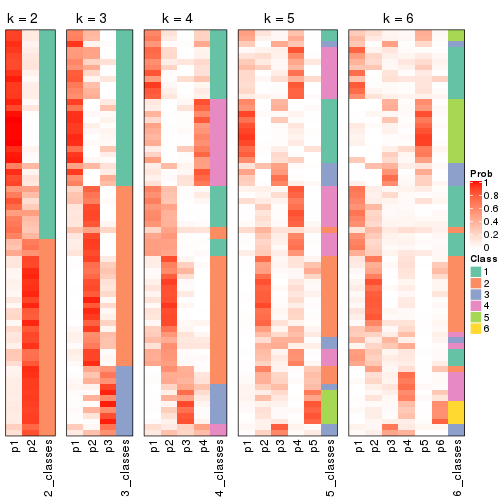 k = 2
k = 3
k = 4
k = 5
k = 6
Prob
1
0.8
0.6
0.4
0.2
0
Class
1
2
3
4
5
6
p1
p2
2_classes
p1
p2
p3
3_classes
p1
p2
p3
p4
4_classes
p1
p2
p3
p4
p5
5_classes
p1
p2
p3
p4
p5
p6
6_classes